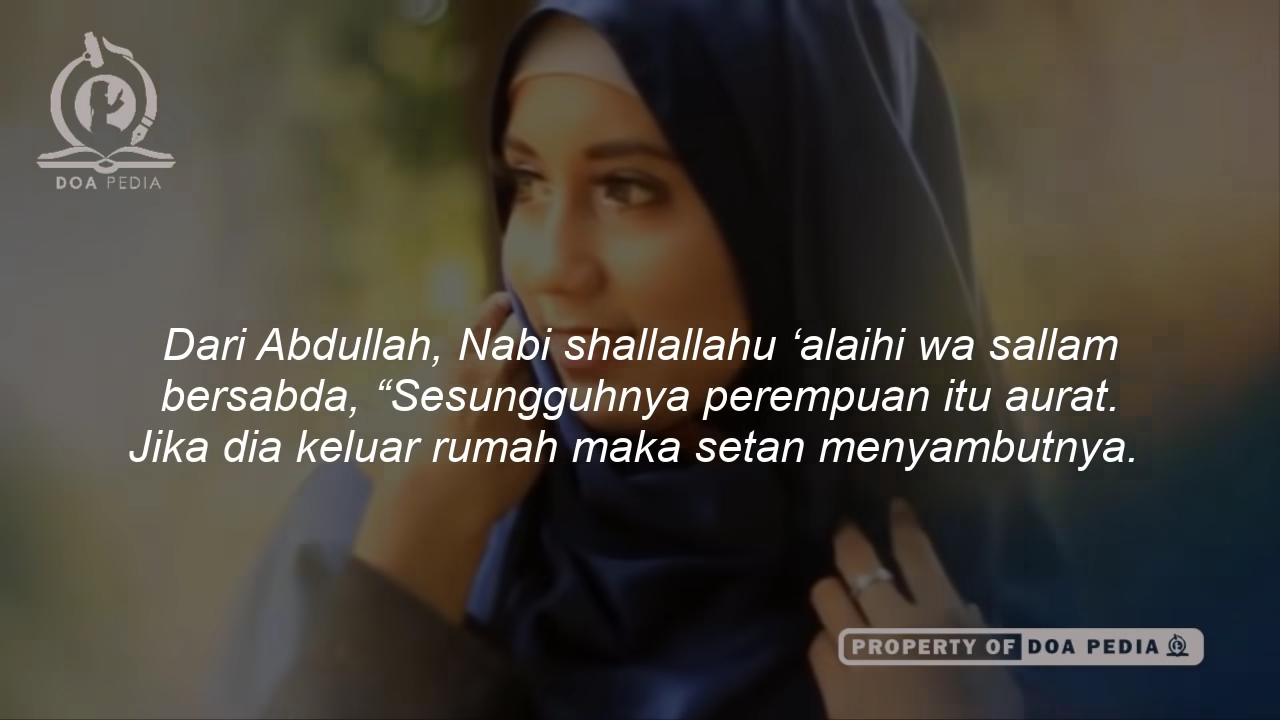 DOA PEDIA
Dari Abdullah, Nabi shallallahu ‘alaihi wa sallam
bersabda, “Sesungguhnya perempuan itu aurat.
Jika dia keluar rumah maka setan menyambutnya.
PROPERTY OF DOA PEDIA